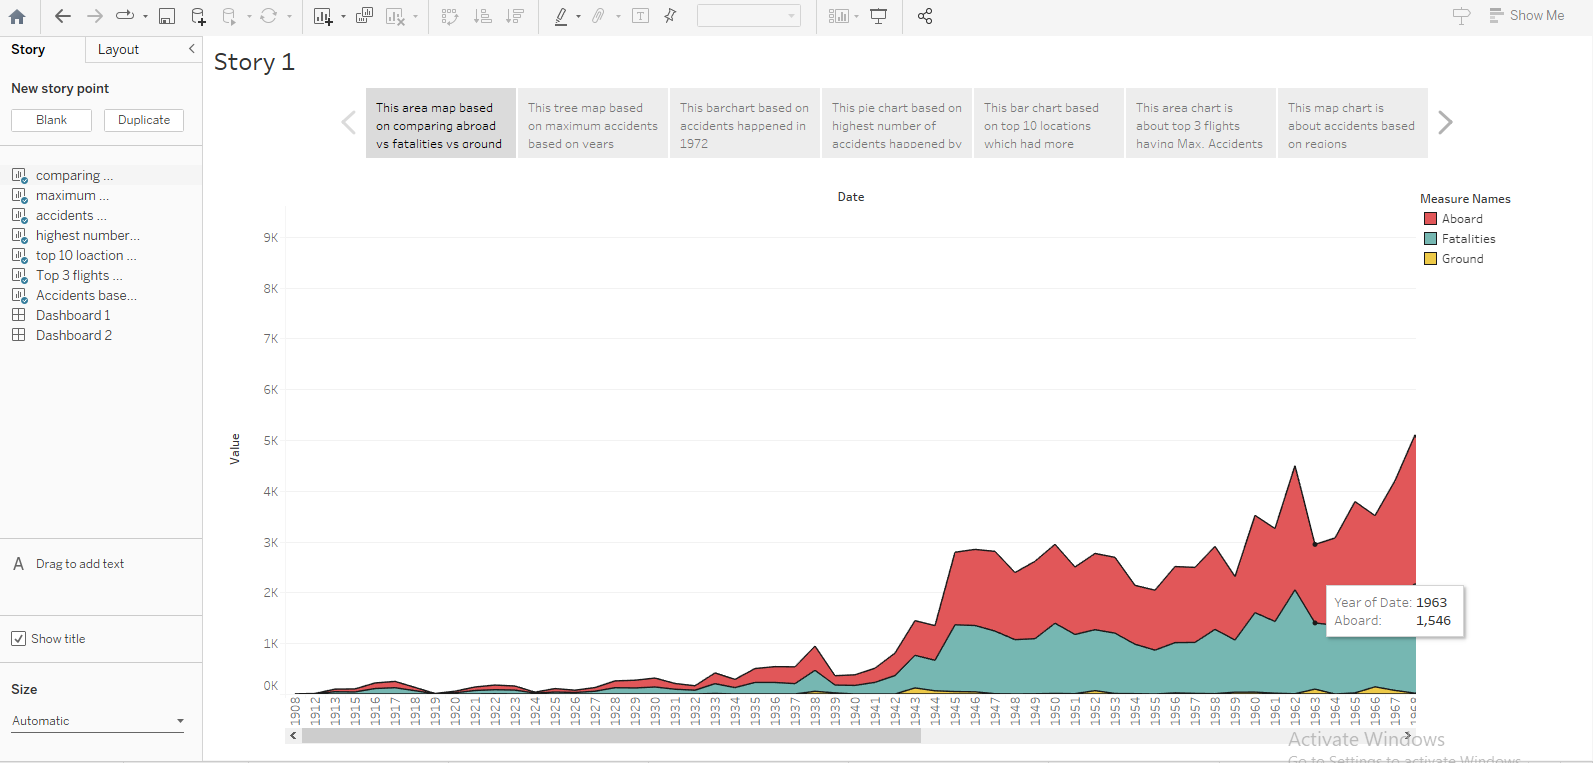 Show Me
Story
Layout
New story point
Blank
Duplicate
comparing ...
maximum ...
accidents ...
highest number...
top 10 loaction ...
Top 3 flights ...
Accidents base...
Dashboard 1
Dashboard 2
A Drag to add text
Show title
Size
Automatic
Story 1
This area map based
on comparing abroad
vs fatalities vs ground
This tree map based
on maximum accidents
based on years
This barchart based on
accidents happened in
1972
This pie chart based on
highest number of
accidents happened by
This bar chart based
on top 10 locations
which had more
This area chart is
about top 3 flights
having Max. Accidents
This map chart is
about accidents based
on regions
Date
Measure Names
Aboard
Fatalities
Ground
Value
9K
8K
7K
6K
5K
4K
3K
2K
1K
0K
Year of Date: 1963
Aboard: 1,546
1908
1912
1913
1915
1916
1917
1918
1919
1920
1921
1922
1923
1924
1925
1926
1927
1928
1929
1930
1931
1932
1933
1934
1935
1936
1937
1938
1939
1940
1941
1942
1943
1944
1945
1946
1947
1948
1949
1950
1951
1952
1953
1954
1955
1956
1957
1958
1959
1960
1961
1962
1963
1964
1965
1966
1967
1968
Activate Windows
Go to Settings to activate Windows.